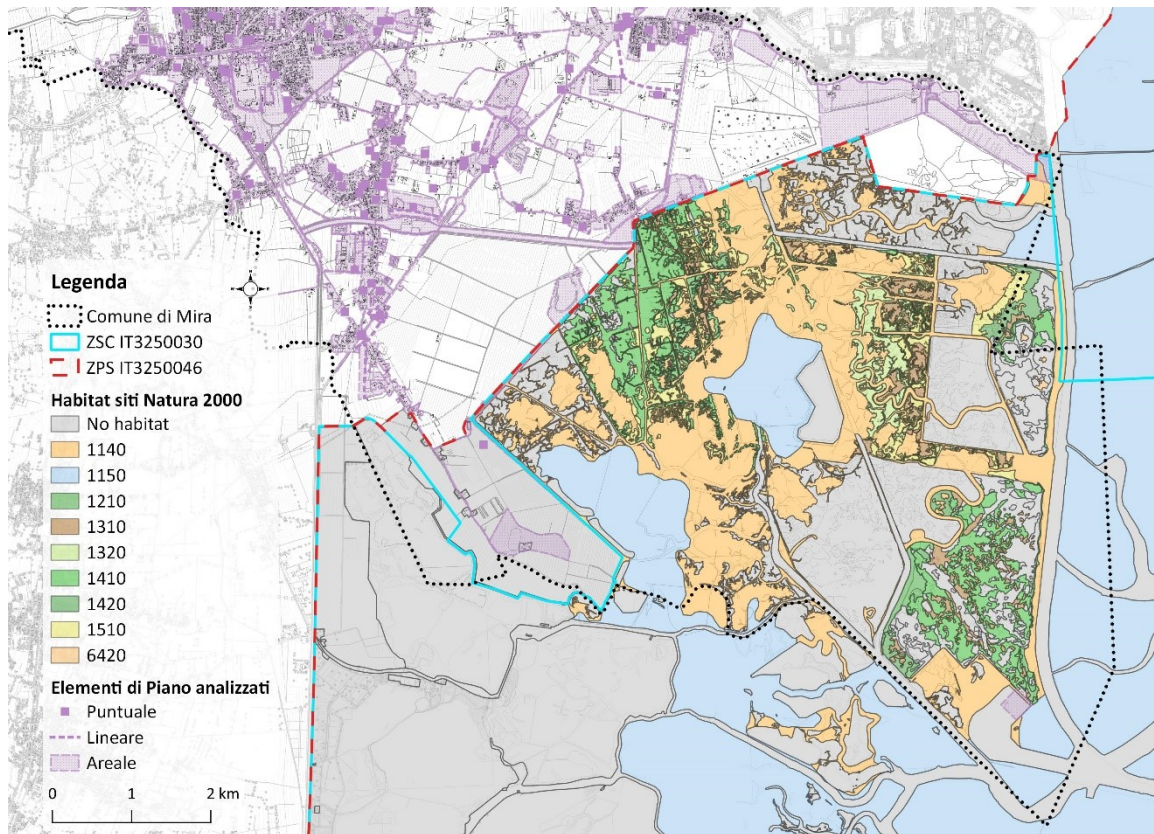 Legenda
Comune di Mira
ZSC IT3250030
ZPS IT3250046
Habitat siti Natura 2000
No habitat
1140
1150
1210
1310
1320
1410
1420
1510
6420
Elementi di Piano analizzati
Puntuale
Lineare
Areale
0 1 2 km